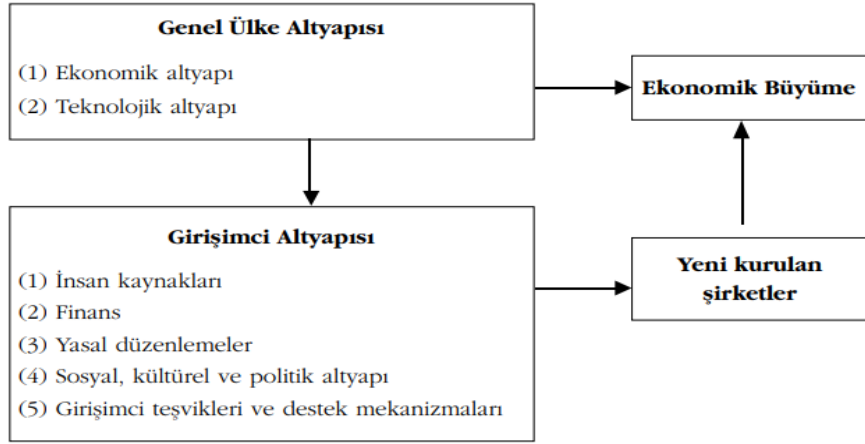 Genel Ülke Altyapısı
(1) Ekonomik altyapı
(2) Teknolojik altyapı
Ekonomik Büyüme
Girişimci Altyapısı
(1) İnsan kaynakları
(2) Finans
(3) Yasal düzenlemeler
(4) Sosyal, kültürel ve politik altyapı
(5) Girişimci teşvikleri ve destek mekanizmaları
Yeni kurulan
şirketler